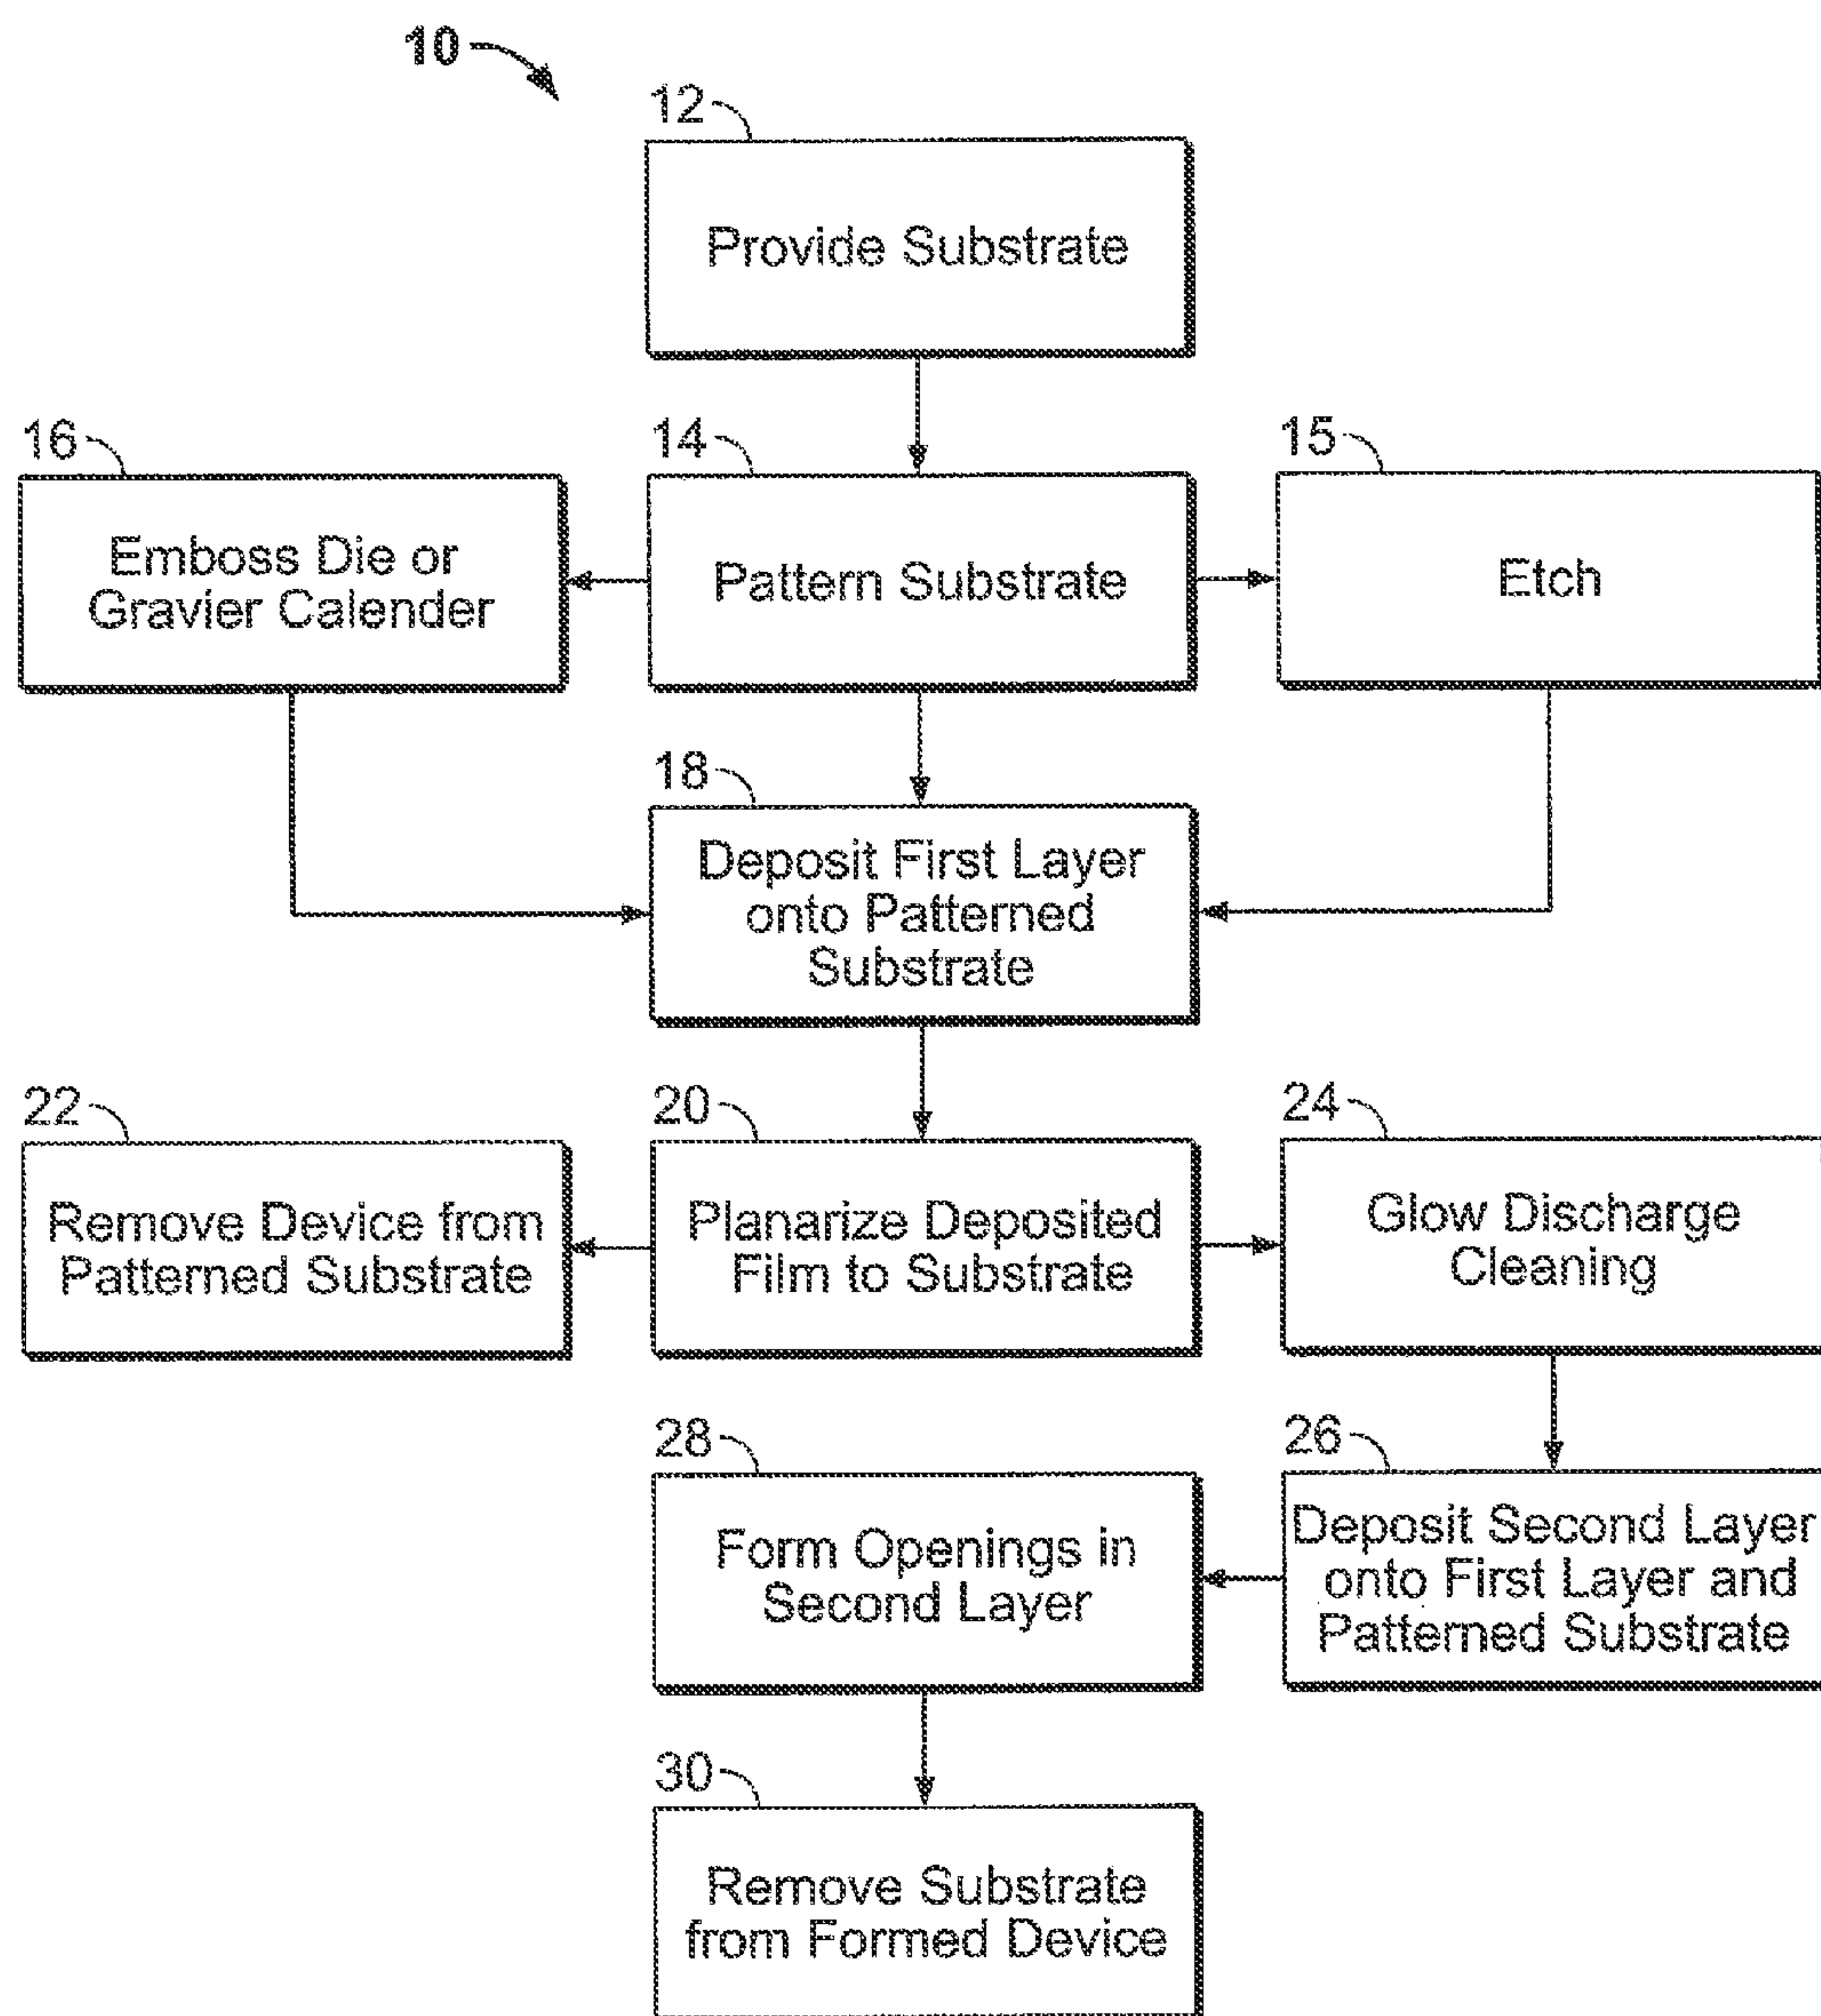 10
12
Provide Substrate
16
14
15
Emboss Die or
Gravier Calender
Pattern Substrate
Etch
18
Deposit First Layer
onto Patterned
Substrate
22
20
24
Remove Device from
Patterned Substrate
Planarize Deposited
Film to Substrate
Glow Discharge
Cleaning
28
26
Form Openings in
Second Layer
Deposit Second Layer
onto First Layer and
Patterned Substrate
30
Remove Substrate
from Formed Device